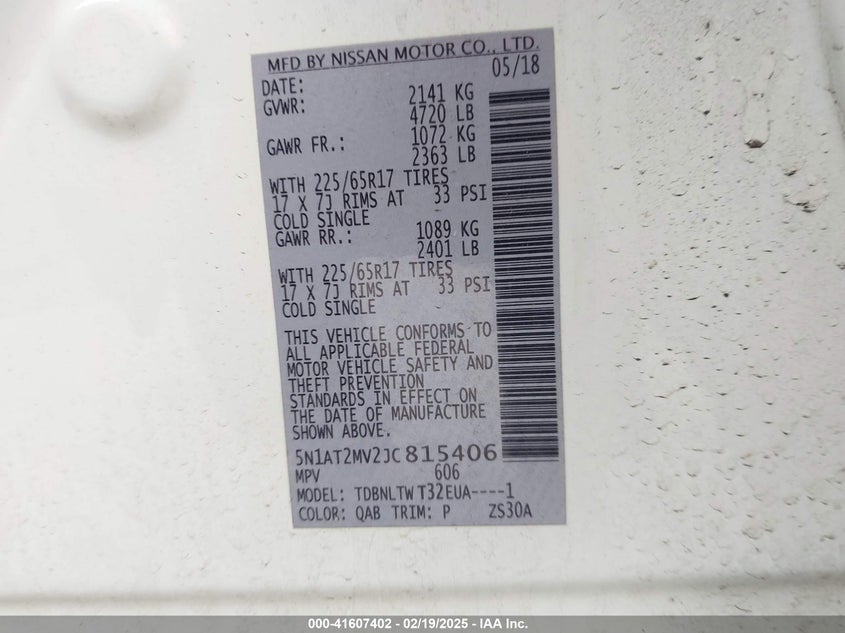 MFD BY NISSAN MOTOR CO., LTD.
DATE: 05/18
GVWR: 2141 KG
4720 LB
GAWR FR.: 1072 KG
2363 LB
WITH 225/65R17 TIRES
17 X 7J RIMS AT 33 PSI
COLD SINGLE
GAWR RR.: 1089 KG
2401 LB
WITH 225/65R17 TIRES
17 X 7J RIMS AT 33 PSI
COLD SINGLE
THIS VEHICLE CONFORMS TO
ALL APPLICABLE FEDERAL
MOTOR VEHICLE SAFETY AND
THEFT PREVENTION
STANDARDS IN EFFECT ON
THE DATE OF MANUFACTURE
SHOWN ABOVE.
5N1AT2MV2JC815406
MPV 606
MODEL: TDBNLTW T32EUA----1
COLOR: QAB TRIM: P ZS30A
000-41607402 - 02/19/2025 - IAA Inc.